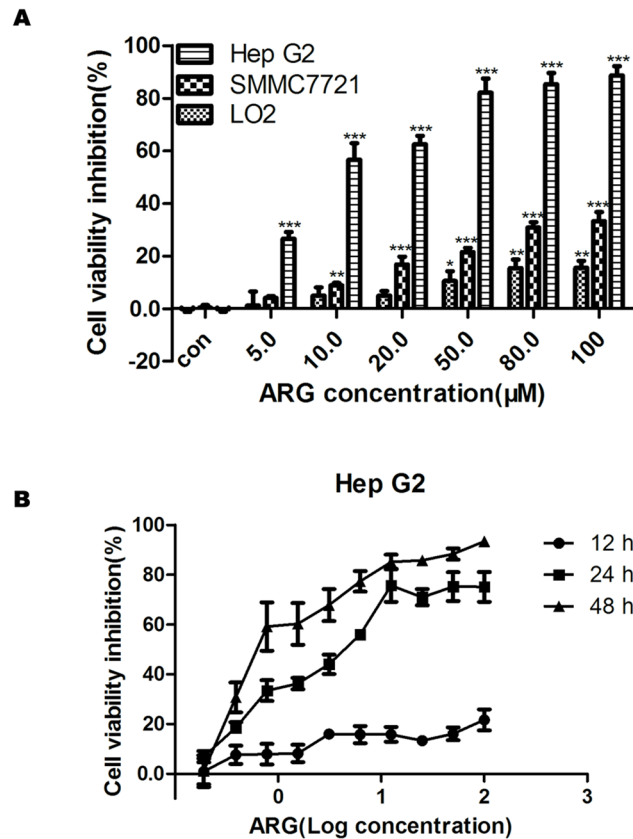 A
Cell viability inhibition(%)
100
80
60
40
20
0.0
-20
Hep G2
SMMC7721
LO2
***
**
***
***
***
***
*
***
***
**
***
***
**
***
***
con
5.0
10.0
20.0
50.0
80.0
100
ARG concentration(µM)
B
Hep G2
Cell viability inhibition(%)
100
80
60
40
20
0.0
12 h
24 h
48 h
0
1
2
3
ARG(Log concentration)